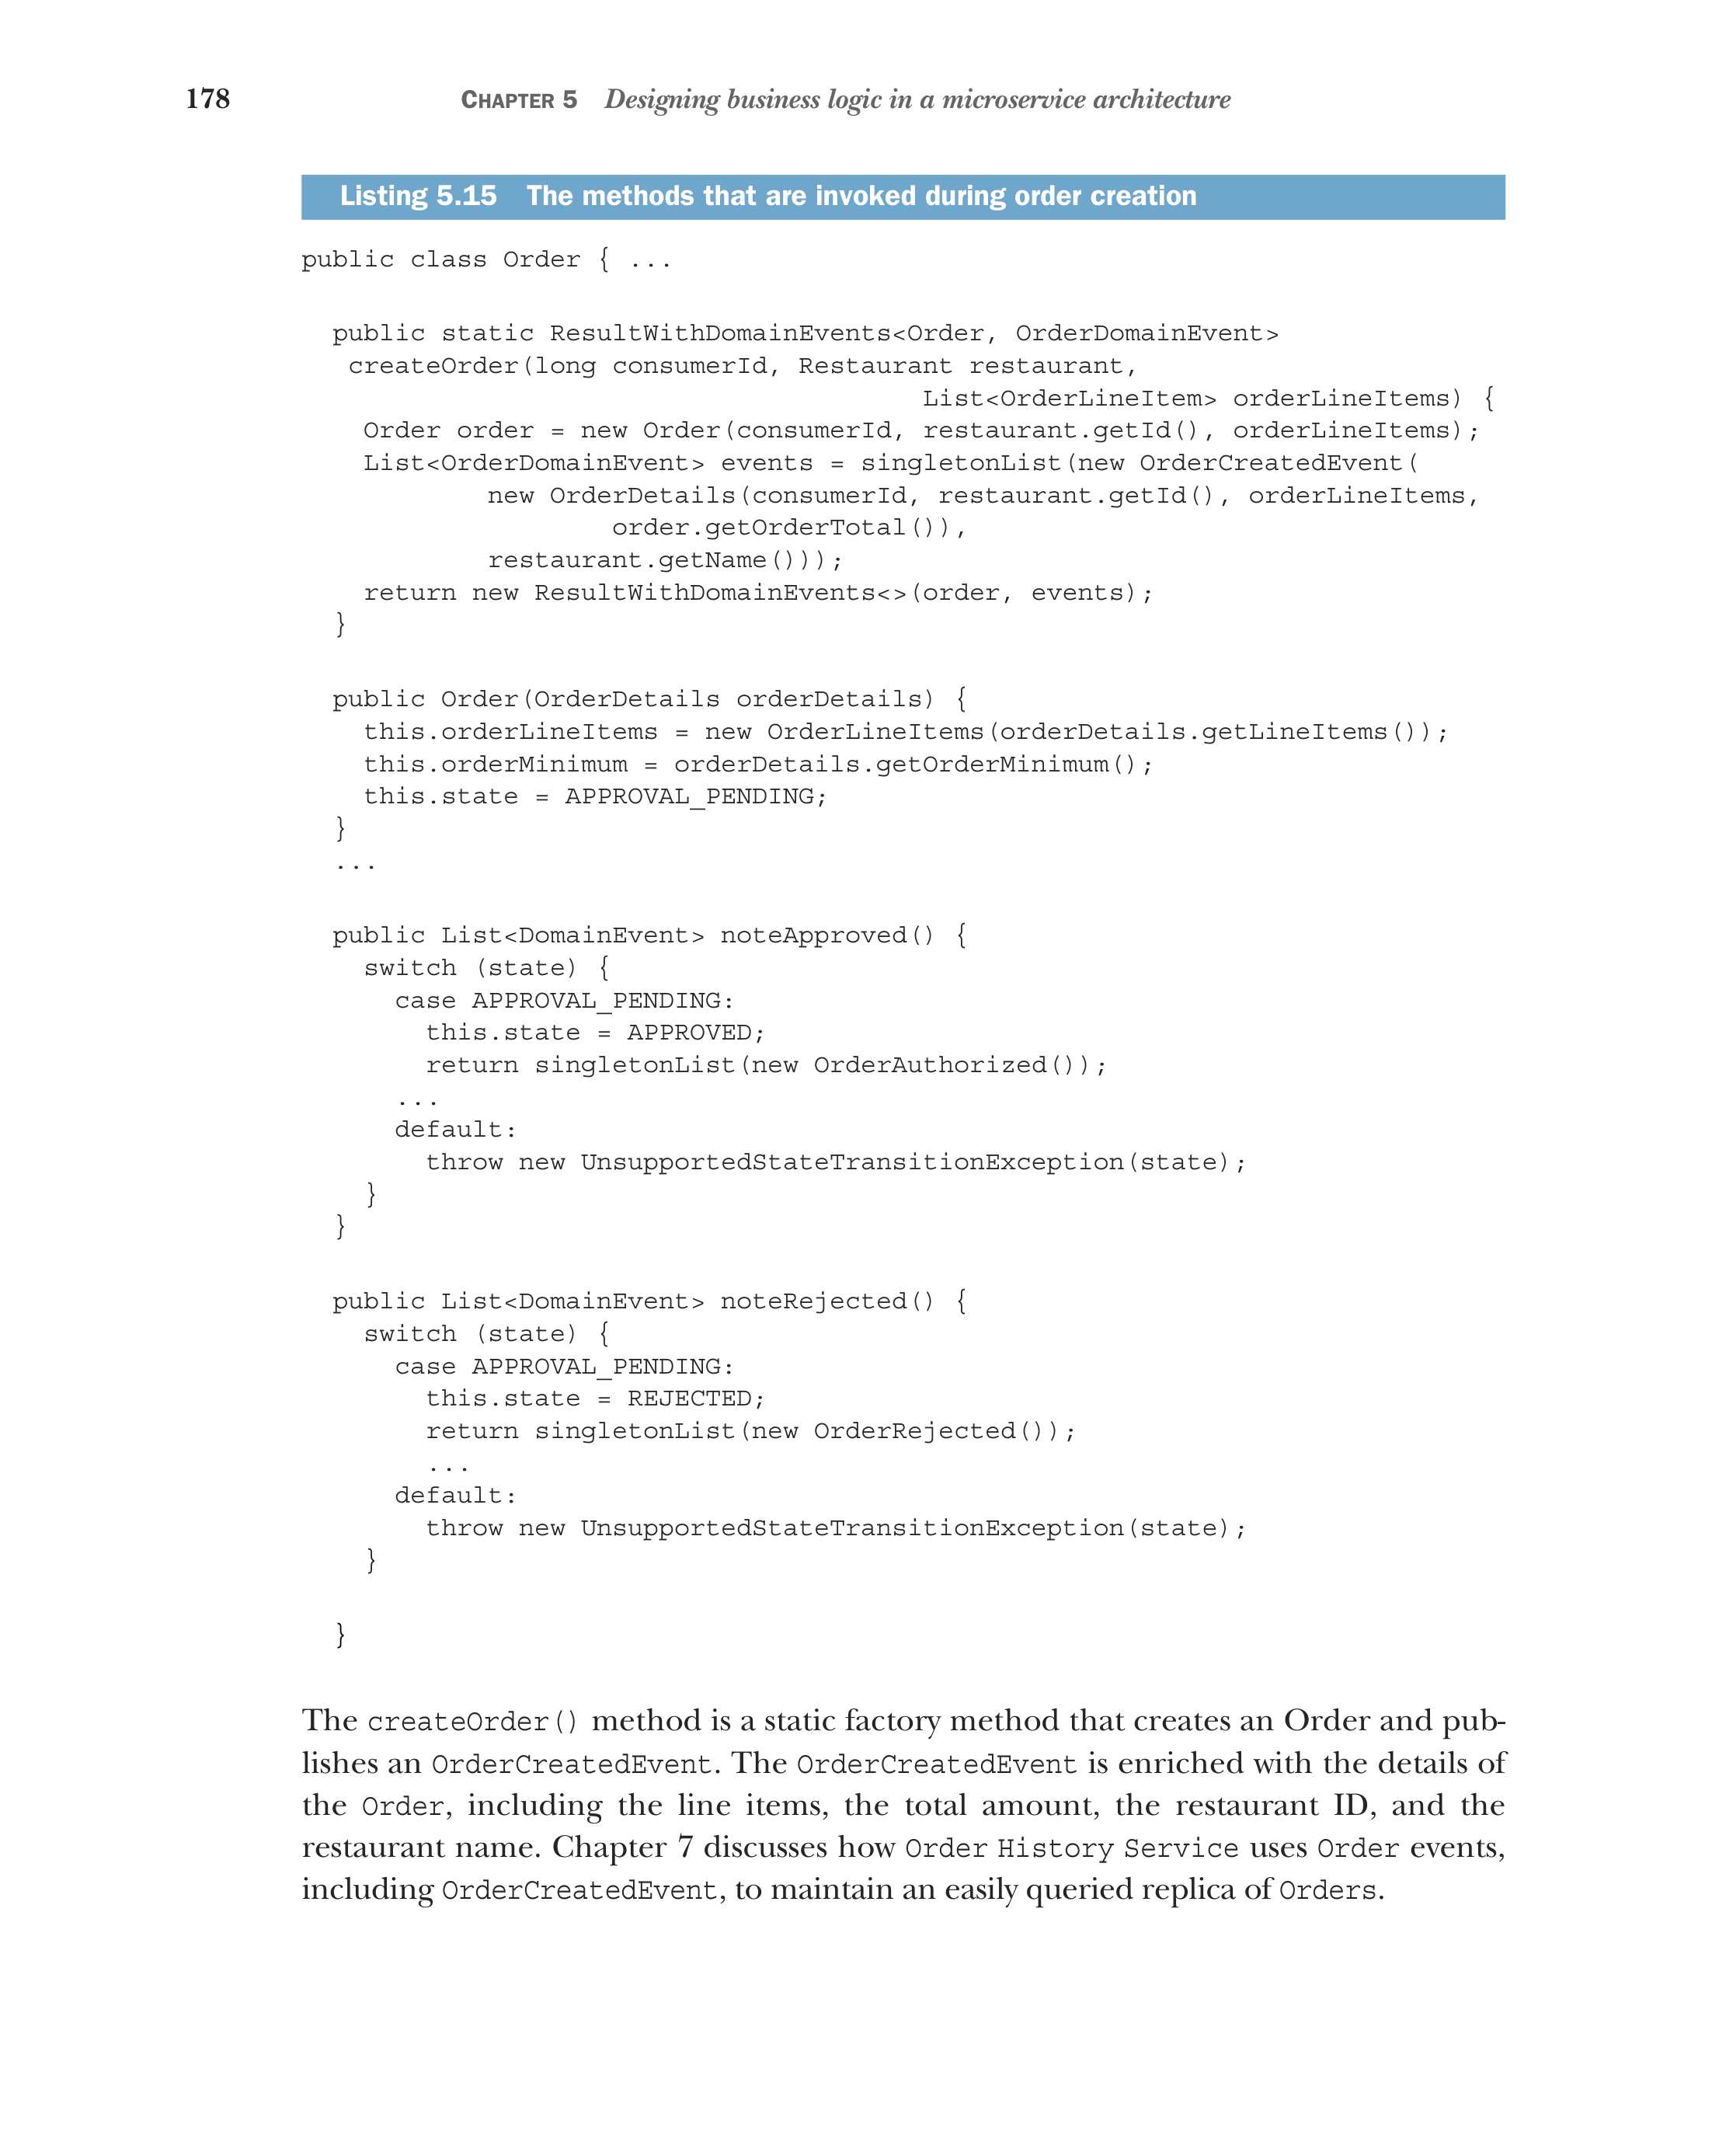 178 CHAPTER 5 Designing business logic in a microservice architecture
Listing 5.15 The methods that are invoked during order creation
public class Order { ...
public static ResultWithDomainEvents<Order, OrderDomainEvent>
createOrder(long consumerId, Restaurant restaurant,
List<OrderLineItem> orderLineItems) {
Order order = new Order(consumerId, restaurant.getId(), orderLineItems);
List<OrderDomainEvent> events = singletonList(new OrderCreatedEvent(
new OrderDetails(consumerId, restaurant.getId(), orderLineItems,
order.getOrderTotal()),
restaurant.getName()));
return new ResultWithDomainEvents<>(order, events);
}
public Order(OrderDetails orderDetails) {
this.orderLineItems = new OrderLineItems(orderDetails.getLineItems());
this.orderMinimum = orderDetails.getOrderMinimum();
this.state = APPROVAL_PENDING;
}
...
public List<DomainEvent> noteApproved() {
switch (state) {
case APPROVAL_PENDING:
this.state = APPROVED;
return singletonList(new OrderAuthorized());
...
default:
throw new UnsupportedStateTransitionException(state);
}
}
public List<DomainEvent> noteRejected() {
switch (state) {
case APPROVAL_PENDING:
this.state = REJECTED;
return singletonList(new OrderRejected());
...
default:
throw new UnsupportedStateTransitionException(state);
}
}
The createOrder() method is a static factory method that creates an Order and pub-
lishes an OrderCreatedEvent. The OrderCreatedEvent is enriched with the details of
the Order, including the line items, the total amount, the restaurant ID, and the
restaurant name. Chapter 7 discusses how Order History Service uses Order events,
including OrderCreatedEvent, to maintain an easily queried replica of Orders.